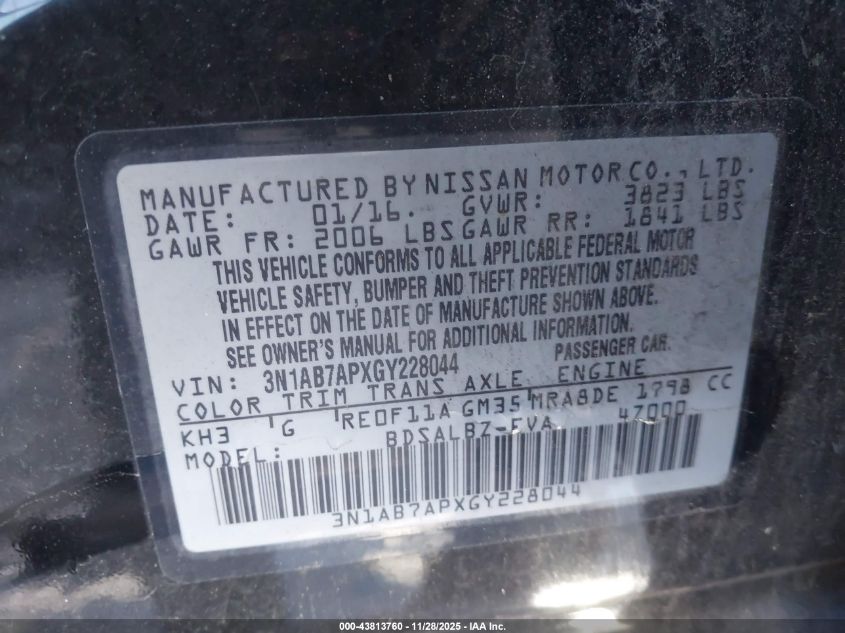 MANUFACTURED BY NISSAN MOTOR CO., LTD.
DATE: 01/16. GVWR: 3823 LBS
GAWR FR: 2006 LBS GAWR RR: 1841 LBS
THIS VEHICLE CONFORMS TO ALL APPLICABLE FEDERAL MOTOR
VEHICLE SAFETY, BUMPER AND THEFT PREVENTION STANDARDS
IN EFFECT ON THE DATE OF MANUFACTURE SHOWN ABOVE.
SEE OWNER'S MANUAL FOR ADDITIONAL INFORMATION.
VIN: 3N1AB7APXGY228044 PASSENGER CAR.
COLOR TRIM TRANS AXLE ENGINE
KH3 G RE0F11A GM35 MRA8DE 1798 CC
MODEL: BDSALBZ-EVA 47000
3N1AB7APXGY228044
000-43813760 - 11/28/2025 - IAA Inc.